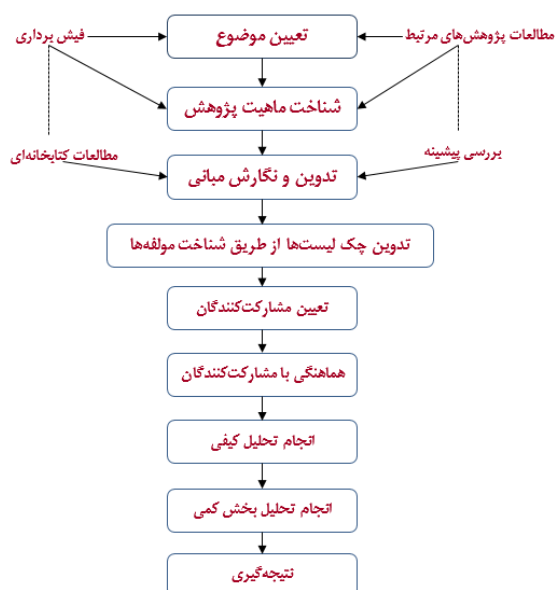 تعیین موضوع
مطالعات پژوهش‌های مرتبط
فیش برداری
شناخت ماهیت پژوهش
بررسی پیشینه
مطالعات کتابخانه‌ای
تدوین و نگارش مبانی
تدوین چک لیست‌ها از طریق شناخت مولفه‌ها
تعیین مشارکت‌کنندگان
هماهنگی با مشارکت‌کنندگان
انجام تحلیل کیفی
انجام تحلیل بخش کمی
نتیجه‌گیری